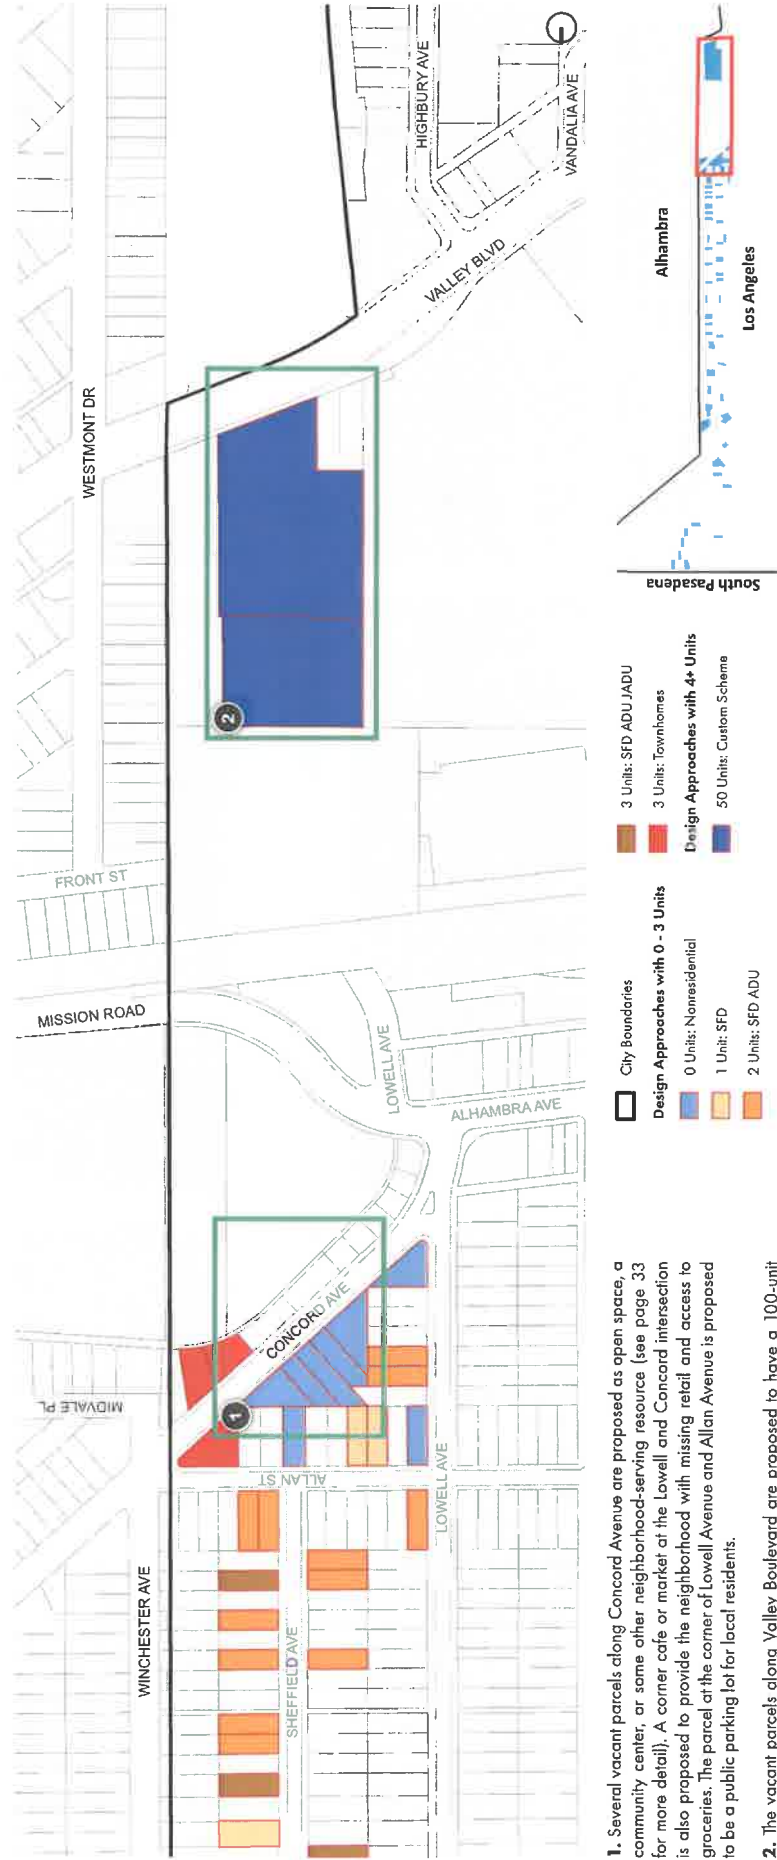 WINCHESTER AVE
MIDVALE PL
MISSION ROAD
FRONT ST
WESTMONT DR
SHEFFIELD AVE
ALLAN ST
LOWELL AVE
CONCORD AVE
1
LOWELL AVE
ALHAMBRA AVE
2
VALLEY BLVD
HIGHBURY AVE
VANDALIA AVE
1. Several vacant parcels along Concord Avenue are proposed as open space, a
community center, or some other neighborhood-serving resource (see page 33
for more detail). A corner cafe or market at the Lowell and Concord intersection
is also proposed to provide the neighborhood with missing retail and access to
groceries. The parcel at the corner of Lowell Avenue and Allan Avenue is proposed
to be a public parking lot for local residents.
2. The vacant parcels along Valley Boulevard are proposed to have a 100-unit
City Boundaries
Design Approaches with 0 - 3 Units
0 Units: Nonresidential
1 Unit: SFD
2 Units: SFD ADU
3 Units: SFD ADU JADU
3 Units: Townhomes
Design Approaches with 4+ Units
50 Units: Custom Scheme
South Pasadena
Alhambra
Los Angeles